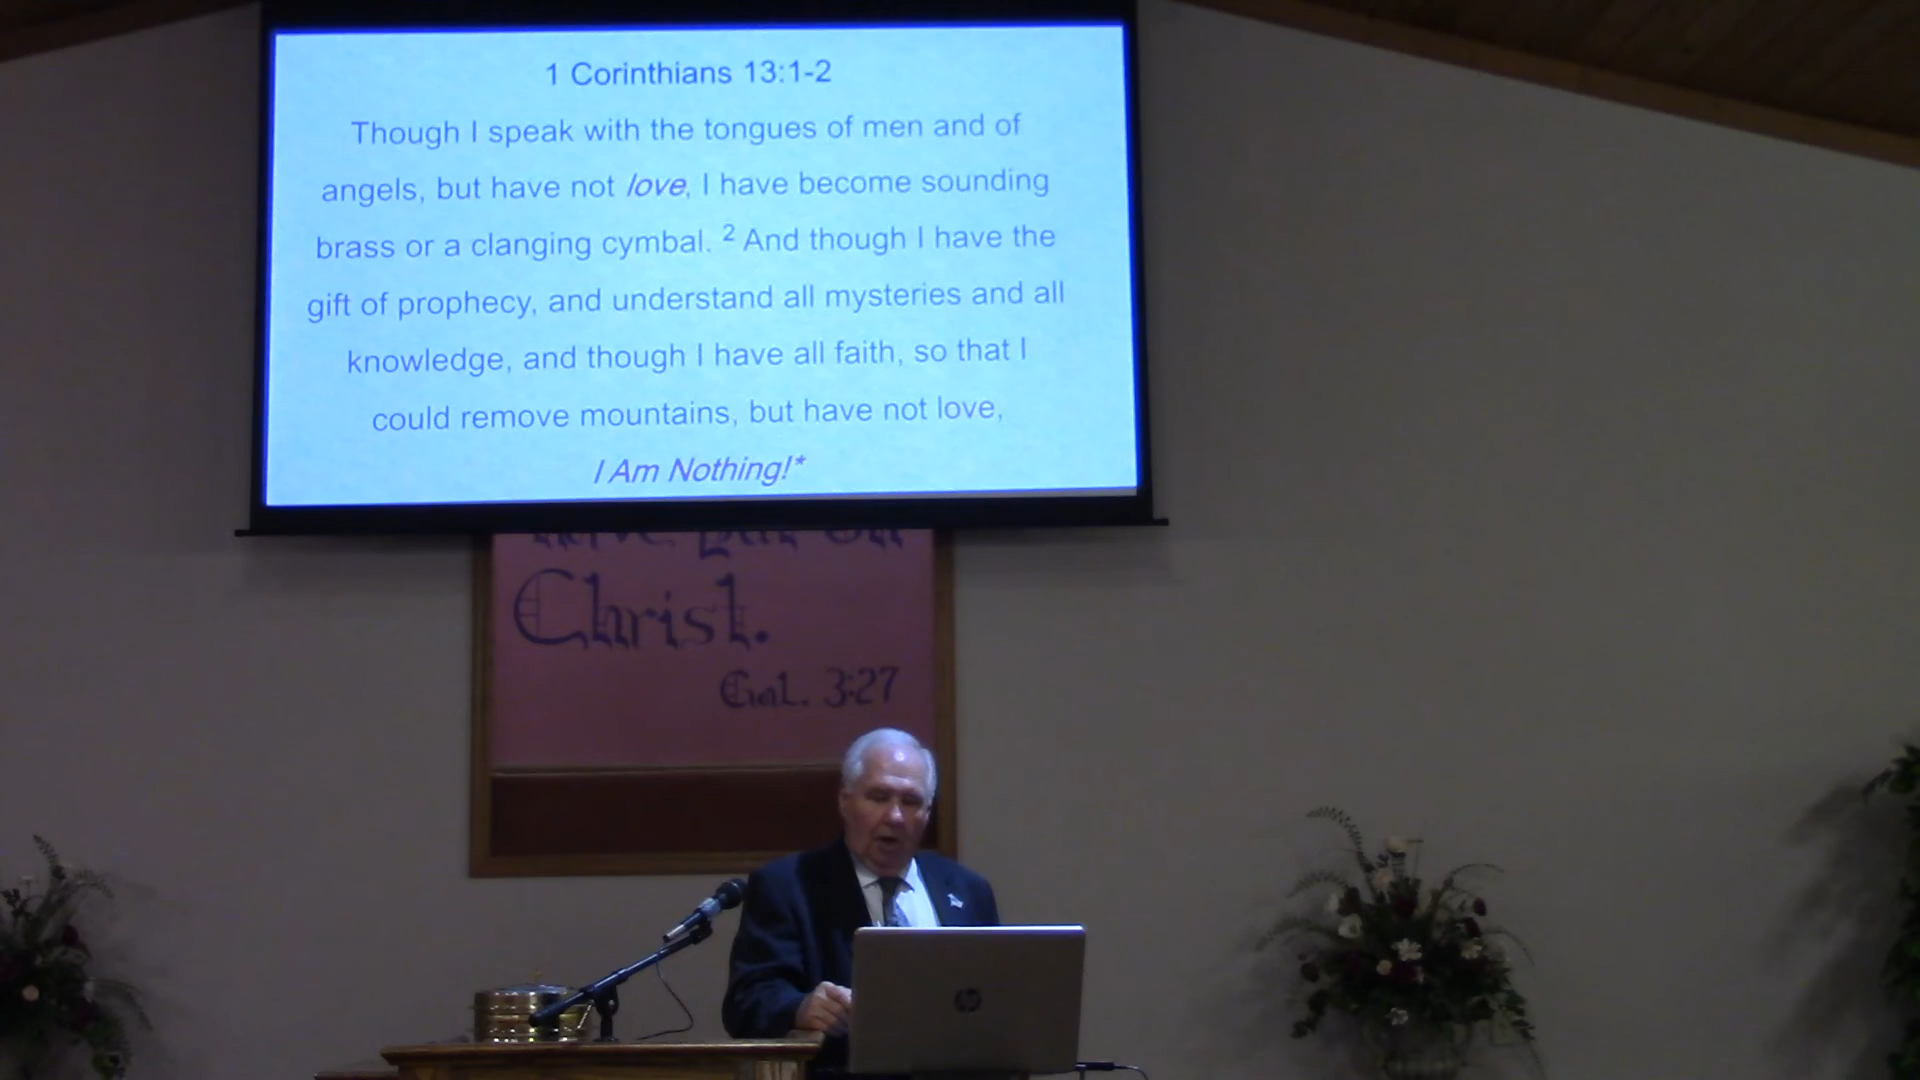 1 Corinthians 13:1-2
Though I speak with the tongues of men and of
angels, but have not love, I have become sounding
brass or a clanging cymbal. 2 And though I have the
gift of prophecy, and understand all mysteries and all
knowledge, and though I have all faith, so that I
could remove mountains, but have not love,
I Am Nothing!*
Christ.
Gal. 3:27
hp